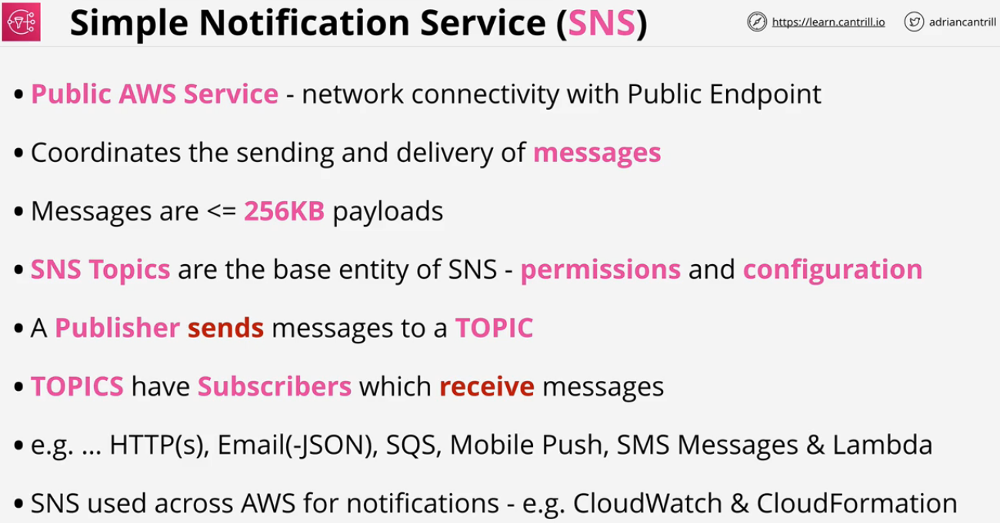 Simple Notification Service (SNS)
https://learn.cantrill.io
adriancantrill
• Public AWS Service - network connectivity with Public Endpoint
• Coordinates the sending and delivery of messages
• Messages are <= 256KB payloads
• SNS Topics are the base entity of SNS - permissions and configuration
• A Publisher sends messages to a TOPIC
• TOPICS have Subscribers which receive messages
• e.g. ... HTTP(s), Email(-JSON), SQS, Mobile Push, SMS Messages & Lambda
• SNS used across AWS for notifications - e.g. CloudWatch & CloudFormation